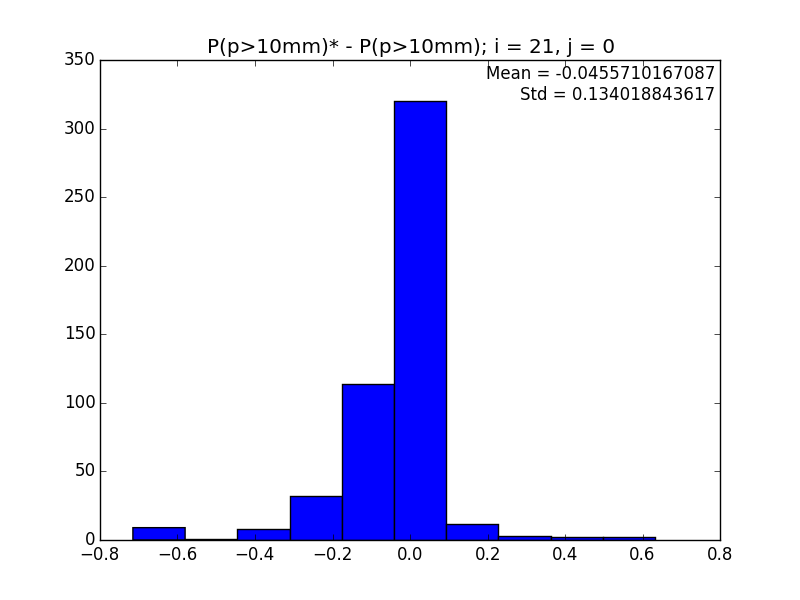 P(p>10mm)* - P(p>10mm); i = 21, j = 0
Mean = -0.0455710167087
Std = 0.134018843617
350
300
250
200
150
100
50
0
−0.8 −0.6 −0.4 −0.2 0.0 0.2 0.4 0.6 0.8